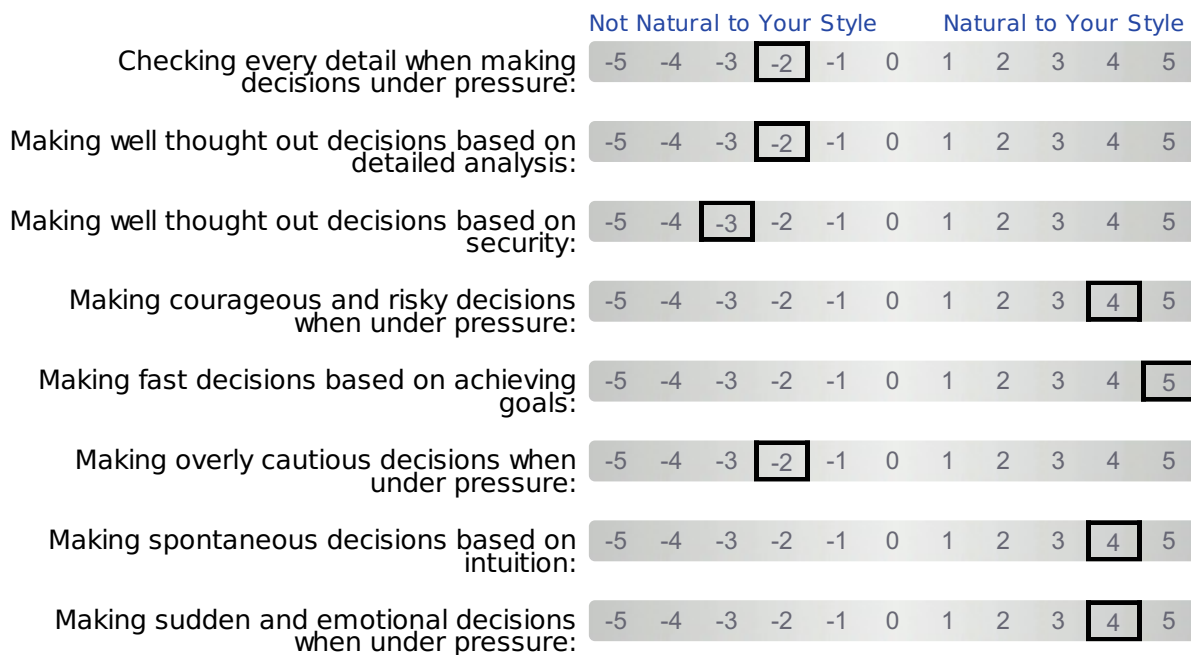 Not Natural to Your Style Natural to Your Style
Checking every detail when making
decisions under pressure:
-5 -4 -3 -2 -1 0 1 2 3 4 5
Making well thought out decisions based on
detailed analysis:
-5 -4 -3 -2 -1 0 1 2 3 4 5
Making well thought out decisions based on
security:
-5 -4 -3 -2 -1 0 1 2 3 4 5
Making courageous and risky decisions
when under pressure:
-5 -4 -3 -2 -1 0 1 2 3 4 5
Making fast decisions based on achieving
goals:
-5 -4 -3 -2 -1 0 1 2 3 4 5
Making overly cautious decisions when
under pressure:
-5 -4 -3 -2 -1 0 1 2 3 4 5
Making spontaneous decisions based on
intuition:
-5 -4 -3 -2 -1 0 1 2 3 4 5
Making sudden and emotional decisions
when under pressure:
-5 -4 -3 -2 -1 0 1 2 3 4 5